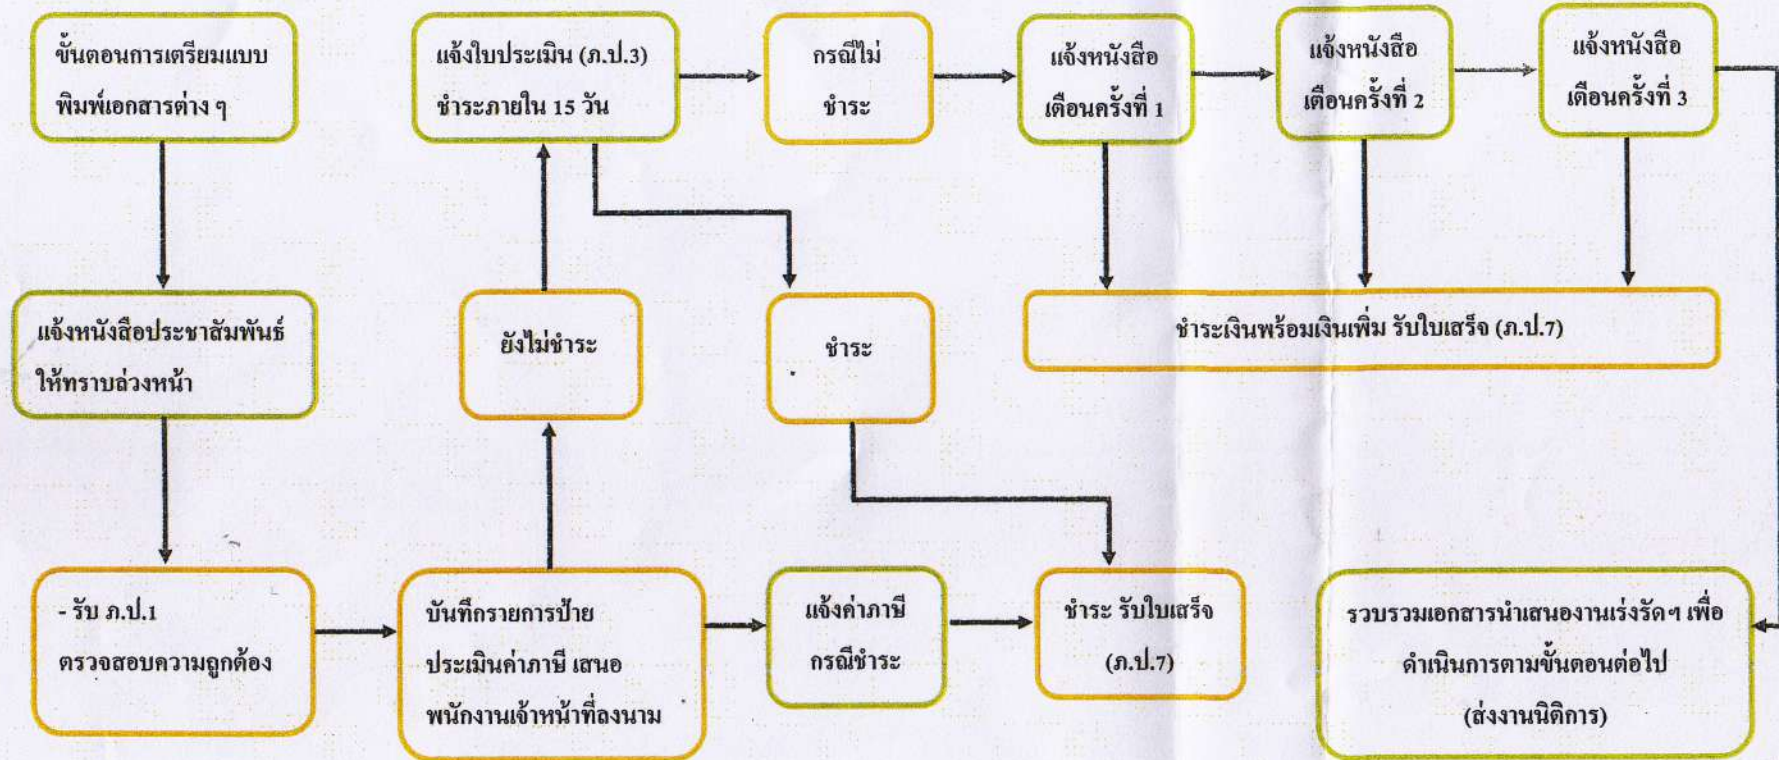 ขั้นตอนการเตรียมแบบ
พิมพ์เอกสารต่าง ๆ
แจ้งใบประเมิน (ภ.ป.3)
ชำระภายใน 15 วัน
กรณีไม่
ชำระ
แจ้งหนังสือ
เตือนครั้งที่ 1
แจ้งหนังสือ
เตือนครั้งที่ 2
แจ้งหนังสือ
เตือนครั้งที่ 3
แจ้งหนังสือประชาสัมพันธ์
ให้ทราบล่วงหน้า
ยังไม่ชำระ
ชำระ
ชำระเงินพร้อมเงินเพิ่ม รับใบเสร็จ (ภ.ป.7)
- รับ ภ.ป.1
ตรวจสอบความถูกต้อง
บันทึกรายการป้าย
ประเมินค่าภาษี เสนอ
พนักงานเจ้าหน้าที่ลงนาม
แจ้งค่าภาษี
กรณีชำระ
ชำระ รับใบเสร็จ
(ภ.ป.7)
รวบรวมเอกสารนำเสนองานเร่งรัดฯ เพื่อ
ดำเนินการตามขั้นตอนต่อไป
(ส่งงานนิติการ)